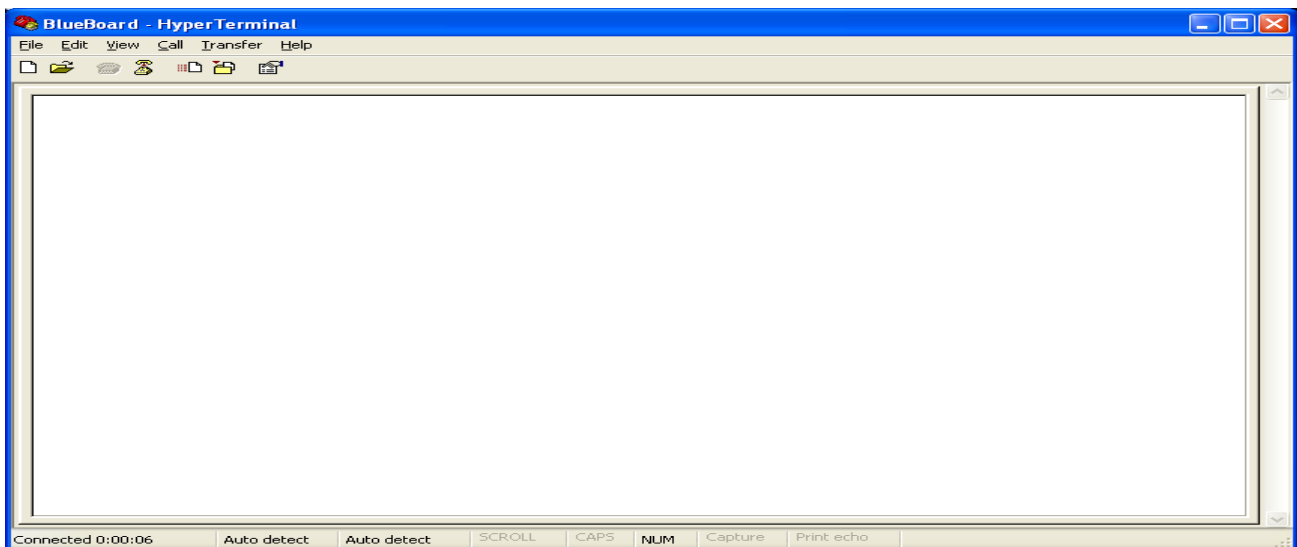 BlueBoard - HyperTerminal
File Edit View Call Transfer Help
Connected 0:00:06 Auto detect Auto detect SCROLL CAPS NUM Capture Print echo